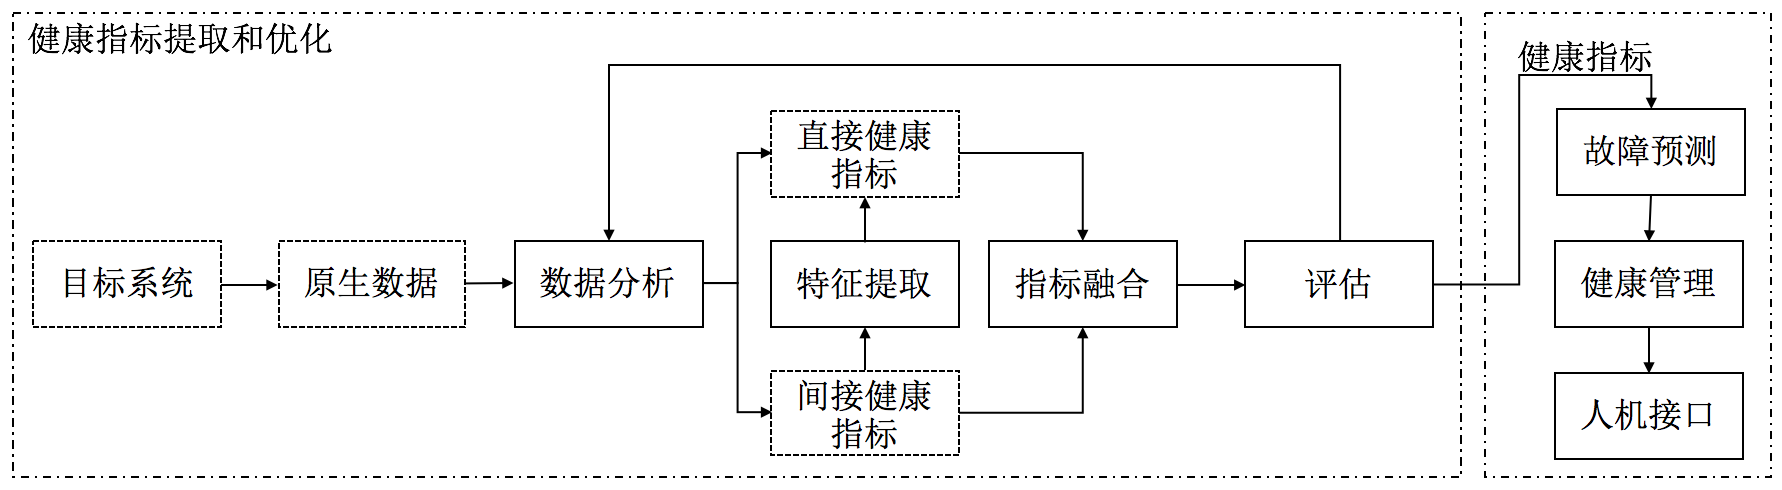 健康指标提取和优化
目标系统
原生数据
数据分析
直接健康
指标
特征提取
间接健康
指标
指标融合
评估
健康指标
故障预测
健康管理
人机接口